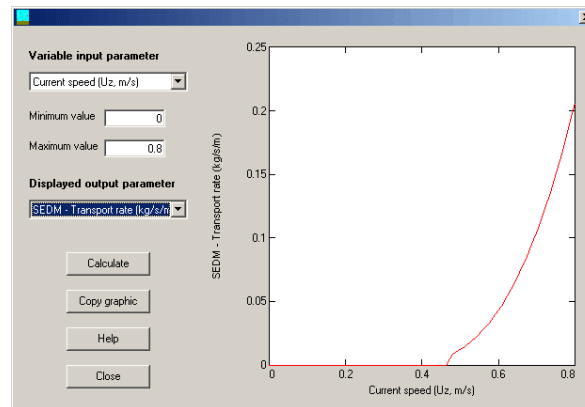 Variable input parameter
Current speed (Uz, m/s)
Minimum value 0
Maximum value 0.8
Displayed output parameter
SEDM - Transport rate (kg/s/m
Calculate
Copy graphic
Help
Close
SEDM - Transport rate (kg/s/m)
0.25
0.2
0.15
0.1
0.05
0
0 0.2 0.4 0.6 0.8
Current speed (Uz, m/s)